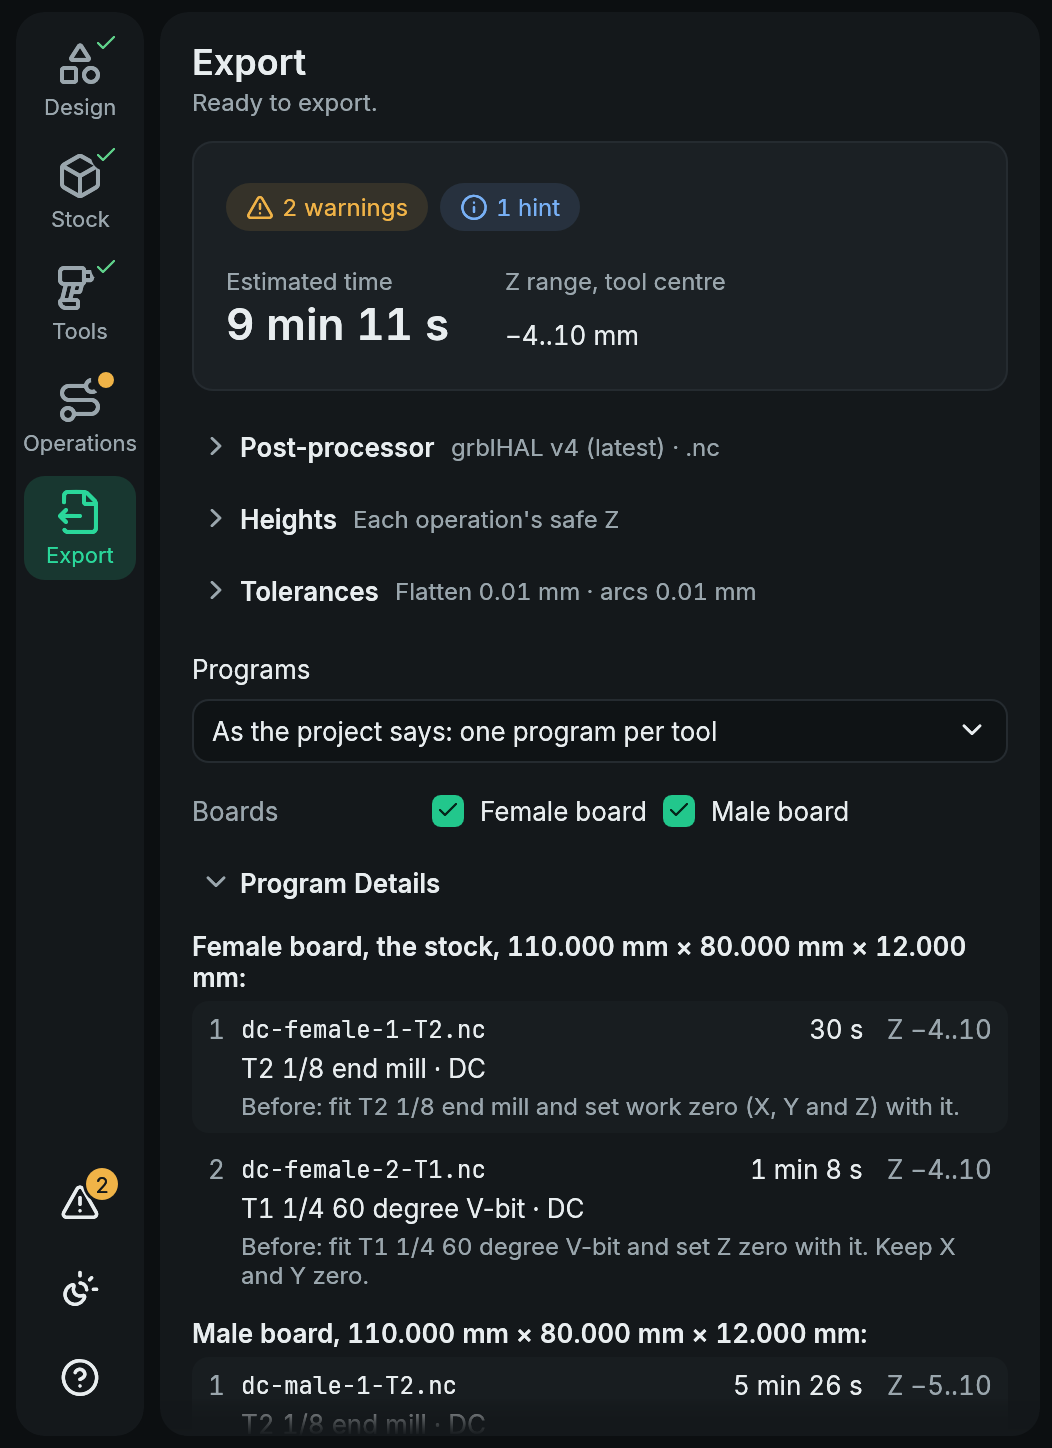 Design
Stock
Tools
Operations
Export
2
Export
Ready to export.
2 warnings
1 hint
Estimated time
9 min 11 s
Z range, tool centre
−4..10 mm
Post-processor grblHAL v4 (latest) · .nc
Heights Each operation's safe Z
Tolerances Flatten 0.01 mm · arcs 0.01 mm
Programs
As the project says: one program per tool
Boards Female board Male board
Program Details
Female board, the stock, 110.000 mm × 80.000 mm × 12.000
mm:
1 dc-female-1-T2.nc 30 s Z −4..10
T2 1/8 end mill · DC
Before: fit T2 1/8 end mill and set work zero (X, Y and Z) with it.
2 dc-female-2-T1.nc 1 min 8 s Z −4..10
T1 1/4 60 degree V-bit · DC
Before: fit T1 1/4 60 degree V-bit and set Z zero with it. Keep X
and Y zero.
Male board, 110.000 mm × 80.000 mm × 12.000 mm:
1 dc-male-1-T2.nc 5 min 26 s Z −5..10
T2 1/8 end mill · DC